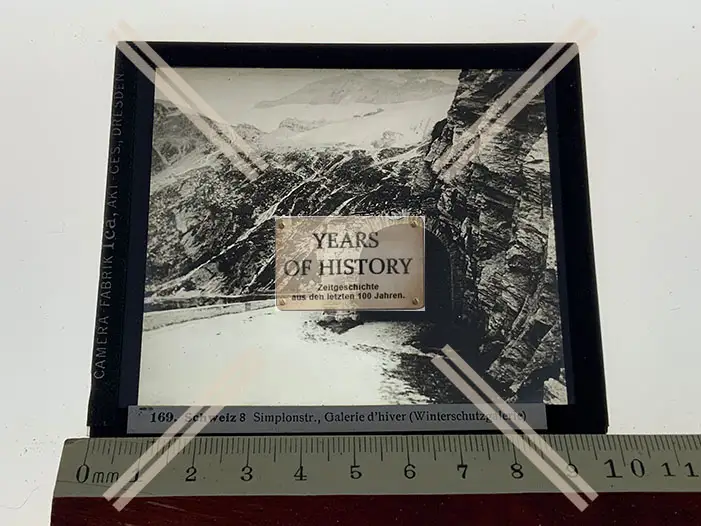 CAMERA-FABRIK Ica, AKT-GES., DRESDEN.
YEARS
OF HISTORY
Zeitgeschichte
aus den letzten 100 Jahren.
169. Schweiz 8 Simplonstr., Galerie d'hiver (Winterschutzgalerie)
0mm 1 2 3 4 5 6 7 8 9 10 11